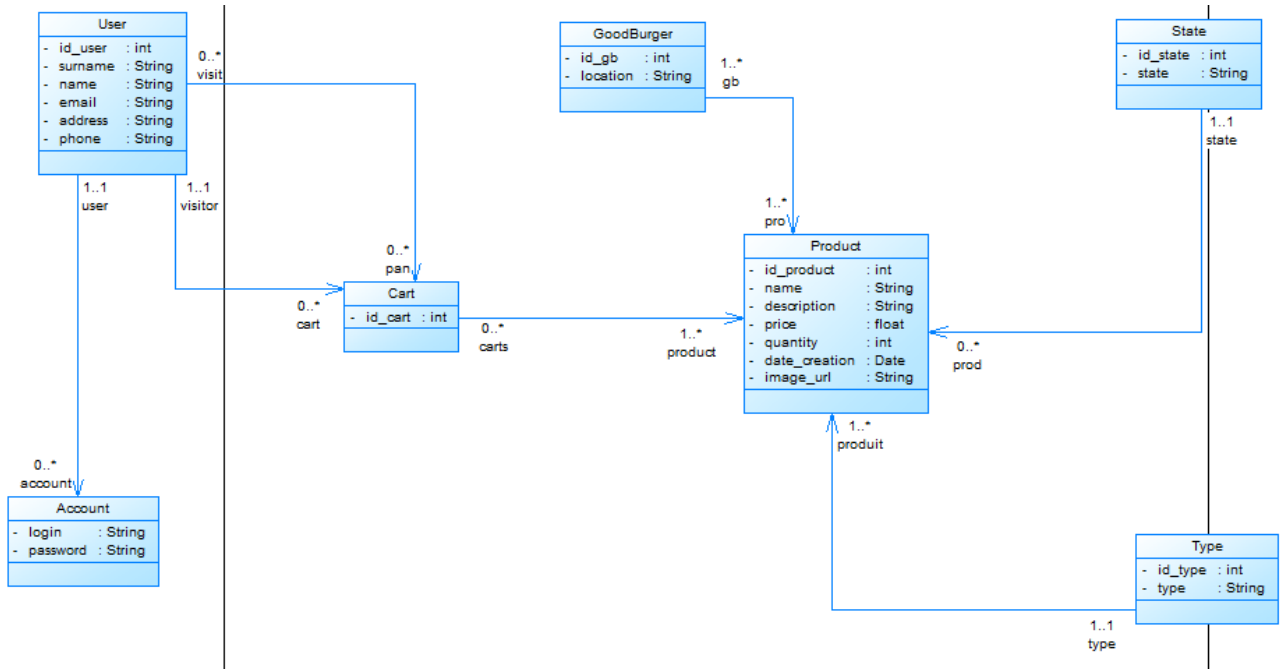 User
- id_user : int
- surname : String
- name : String
- email : String
- address : String
- phone : String
0..*
visit
1..1
user
1..1
visitor
GoodBurger
- id_gb : int
- location : String
1..*
gb
State
- id_state : int
- state : String
1..1
state
1..*
pro
0..*
pan
Cart
- id_cart : int
0..*
cart
0..*
carts
1..*
product
Product
- id_product : int
- name : String
- description : String
- price : float
- quantity : int
- date_creation : Date
- image_url : String
0..*
prod
1..*
produit
0..*
account
Account
- login : String
- password : String
Type
- id_type : int
- type : String
1..1
type